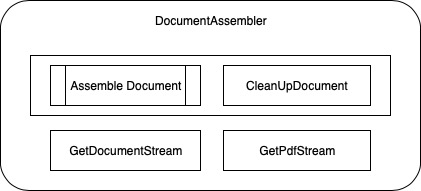 DocumentAssembler
Assemble Document
CleanUpDocument
GetDocumentStream
GetPdfStream